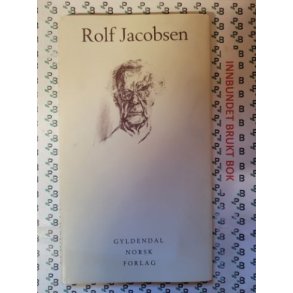 Rolf Jacobsen
GYLDENDAL
NORSK
FORLAG
INNBUNDET BRUKT BOK